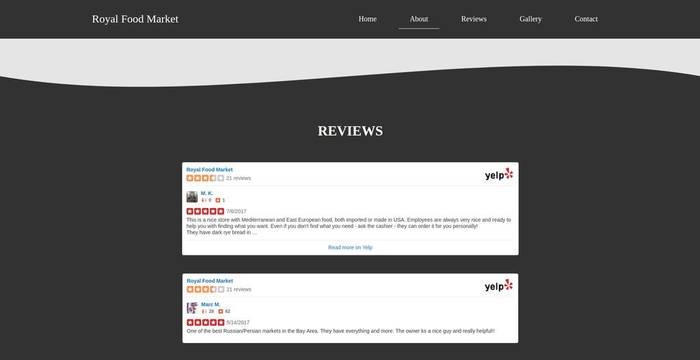 Royal Food Market
Home About Reviews Gallery Contact
REVIEWS
Royal Food Market
21 reviews
yelp
M. K.
0 1
7/8/2017
This is a nice store with Mediterranean and East European food, both imported or made in USA. Employees are always very nice and ready to
help you with finding what you want. Even if you don't find what you need - ask the cashier - they can order it for you personally!
They have dark rye bread in ...
Read more on Yelp
Royal Food Market
21 reviews
yelp
Marc M.
28 62
5/14/2017
One of the best Russian/Persian markets in the Bay Area. They have everything and more. The owner its a nice guy and really helpful!!